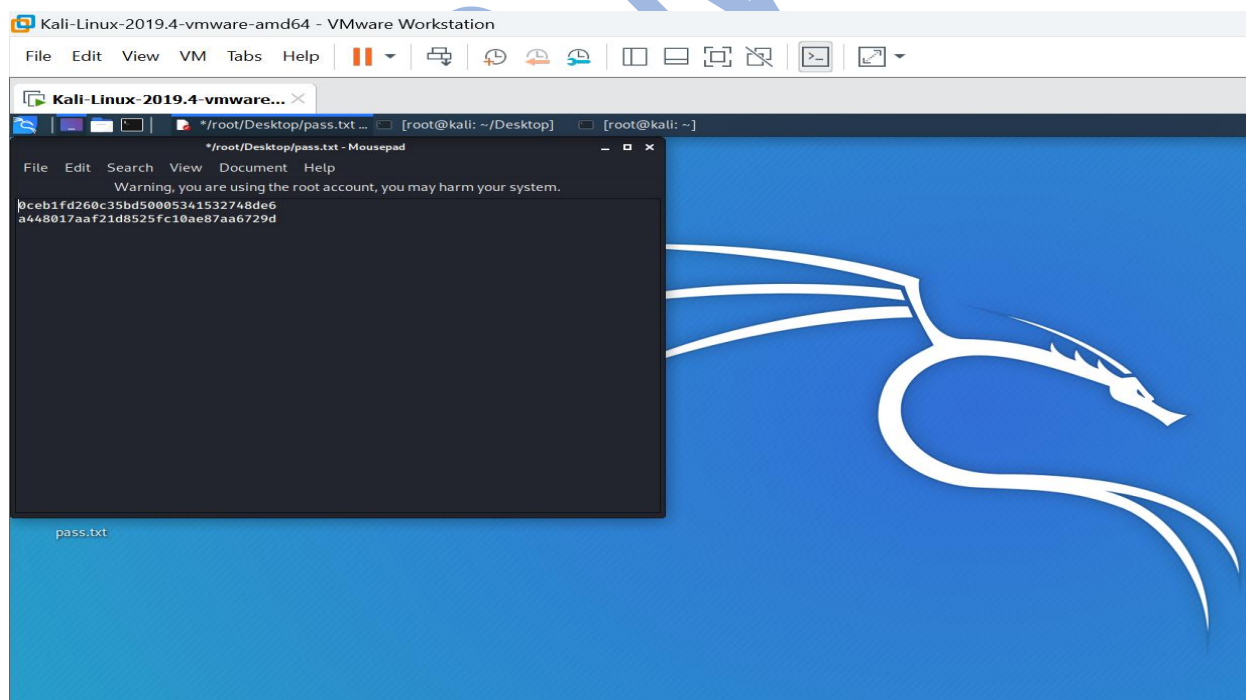 Kali-Linux-2019.4-vmware-amd64 - VMware Workstation
File Edit View VM Tabs Help
Kali-Linux-2019.4-vmware...
*/root/Desktop/pass.txt ... [root@kali: ~/Desktop] [root@kali: ~]
*/root/Desktop/pass.txt - Mousepad
File Edit Search View Document Help
Warning, you are using the root account, you may harm your system.
0ceb1fd260c35bd50005341532748de6
a448017aaf21d8525fc10ae87aa6729d
pass.txt